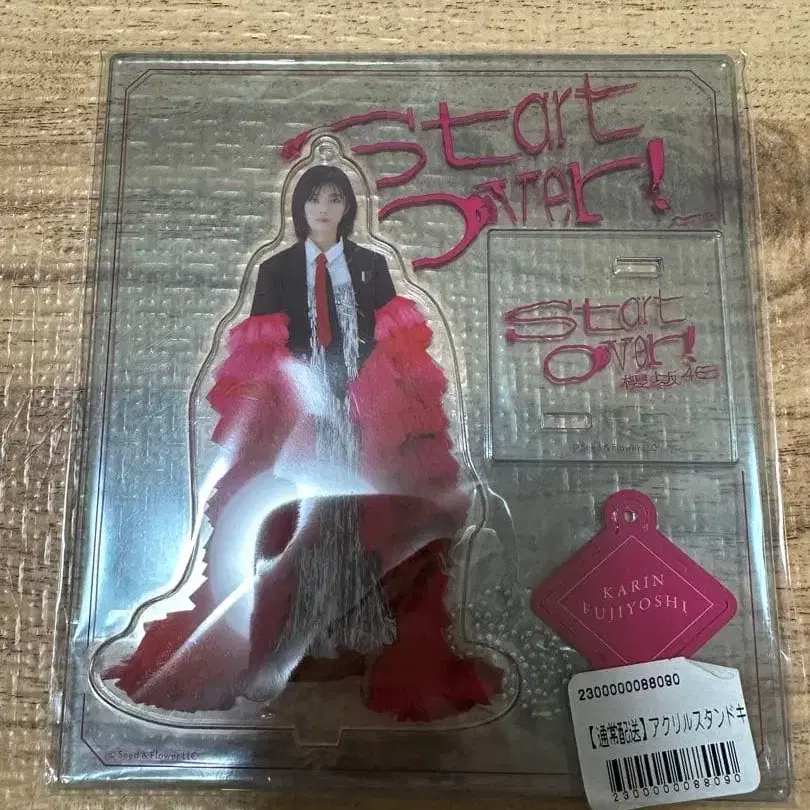 Start
Over!
Start
Over!
櫻坂46
©Seed & Flower LLC
KARIN
FUJIYOSHI
2300000088090
【通常配送】アクリルスタンドキ
2300000088090
©Seed & Flower LLC